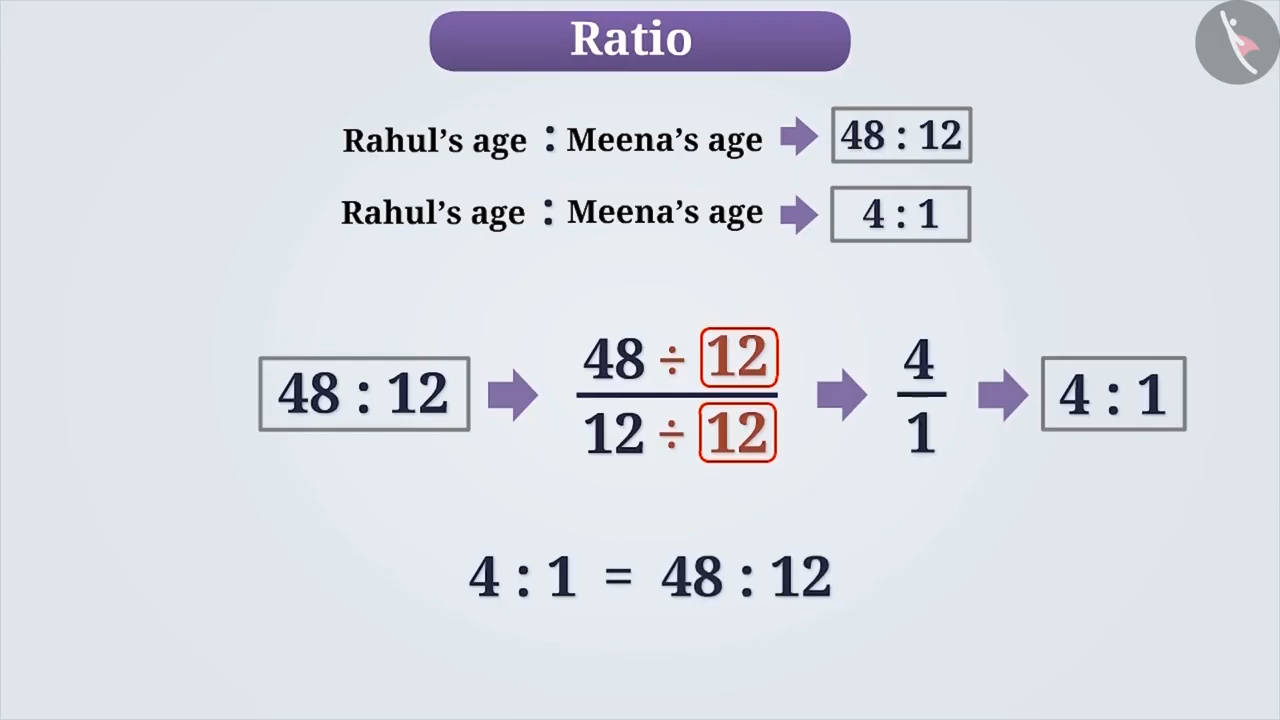 Ratio
Rahul’s age : Meena’s age 48 : 12
Rahul’s age : Meena’s age 4 : 1
48 : 12 48 ÷ 12 4 4 : 1
12 ÷ 12 1
4 : 1 = 48 : 12